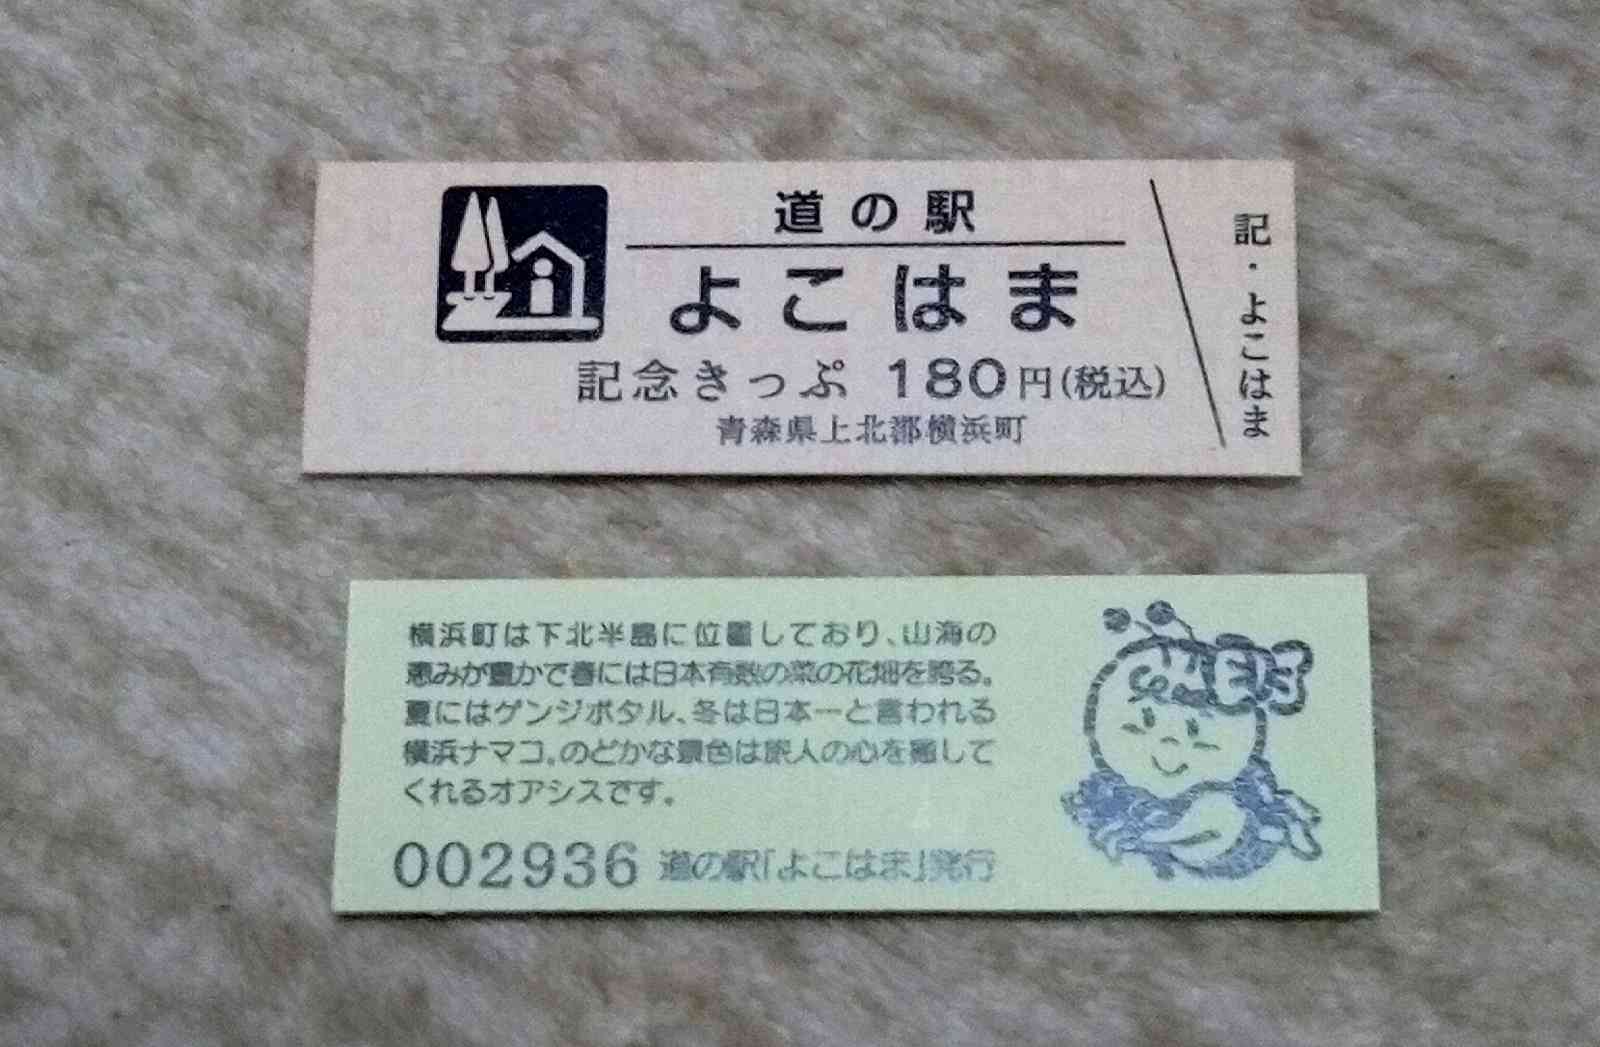 道の駅
よこはま
記念きっぷ 180円(税込)
青森県上北郡横浜町
記・よこはま
横浜町は下北半島に位置しており、山海の
恵みが豊かで春には日本有数の菜の花畑を誇る。
夏にはゲンジボタル、冬は日本一と言われる
横浜ナマコ。のどかな景色は旅人の心を癒して
くれるオアシスです。
002936 道の駅「よこはま」発行